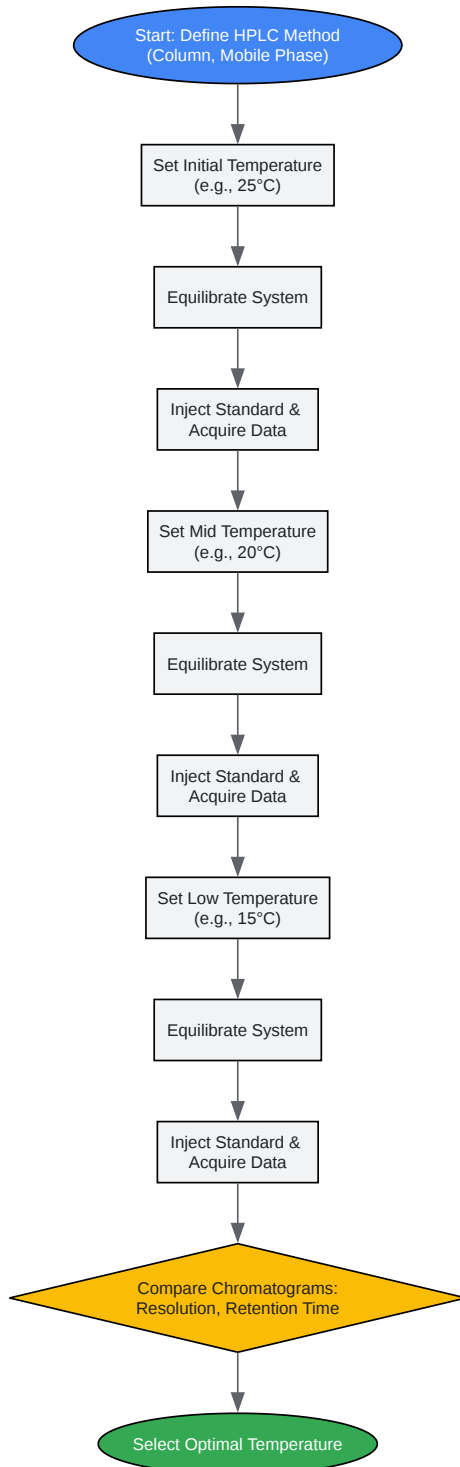 Start: Define HPLC Method
(Column, Mobile Phase)
Set Initial Temperature
(e.g., 25°C)
Equilibrate System
Inject Standard &
Acquire Data
Set Mid Temperature
(e.g., 20°C)
Equilibrate System
Inject Standard &
Acquire Data
Set Low Temperature
(e.g., 15°C)
Equilibrate System
Inject Standard &
Acquire Data
Compare Chromatograms:
Resolution, Retention Time
Select Optimal Temperature